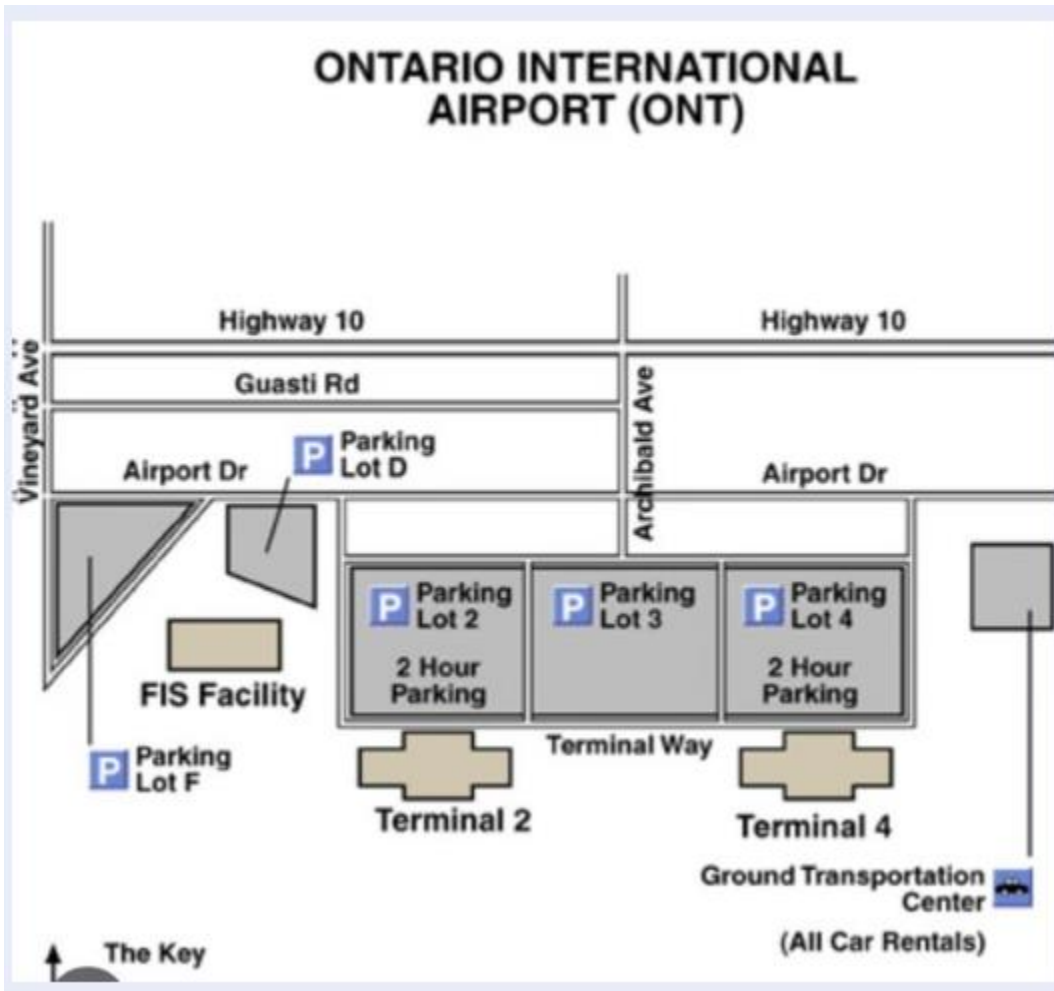 ONTARIO INTERNATIONAL
AIRPORT (ONT)
Highway 10
Highway 10
Guasti Rd
Vineyard Ave
Archibald Ave
P Parking
Lot D
Airport Dr
Airport Dr
P Parking
Lot 2
2 Hour
Parking
P Parking
Lot 3
P Parking
Lot 4
2 Hour
Parking
FIS Facility
P Parking
Lot F
Terminal Way
Terminal 2
Terminal 4
Ground Transportation
Center
(All Car Rentals)
The Key